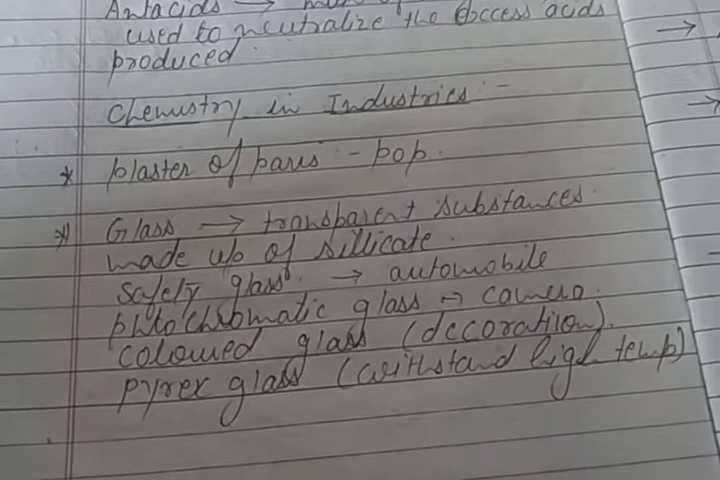 Antacids →
used to neutralize the Excess acids
produced.
Chemistry in Industries :-
* plaster of paris :- pop.
* Glass → transparent substances
made up of sillicate.
safety glass. → automobile
phtochromatic glass → camera.
coloured glass (decoration).
pyrex glass (withstand high temp)
→
→